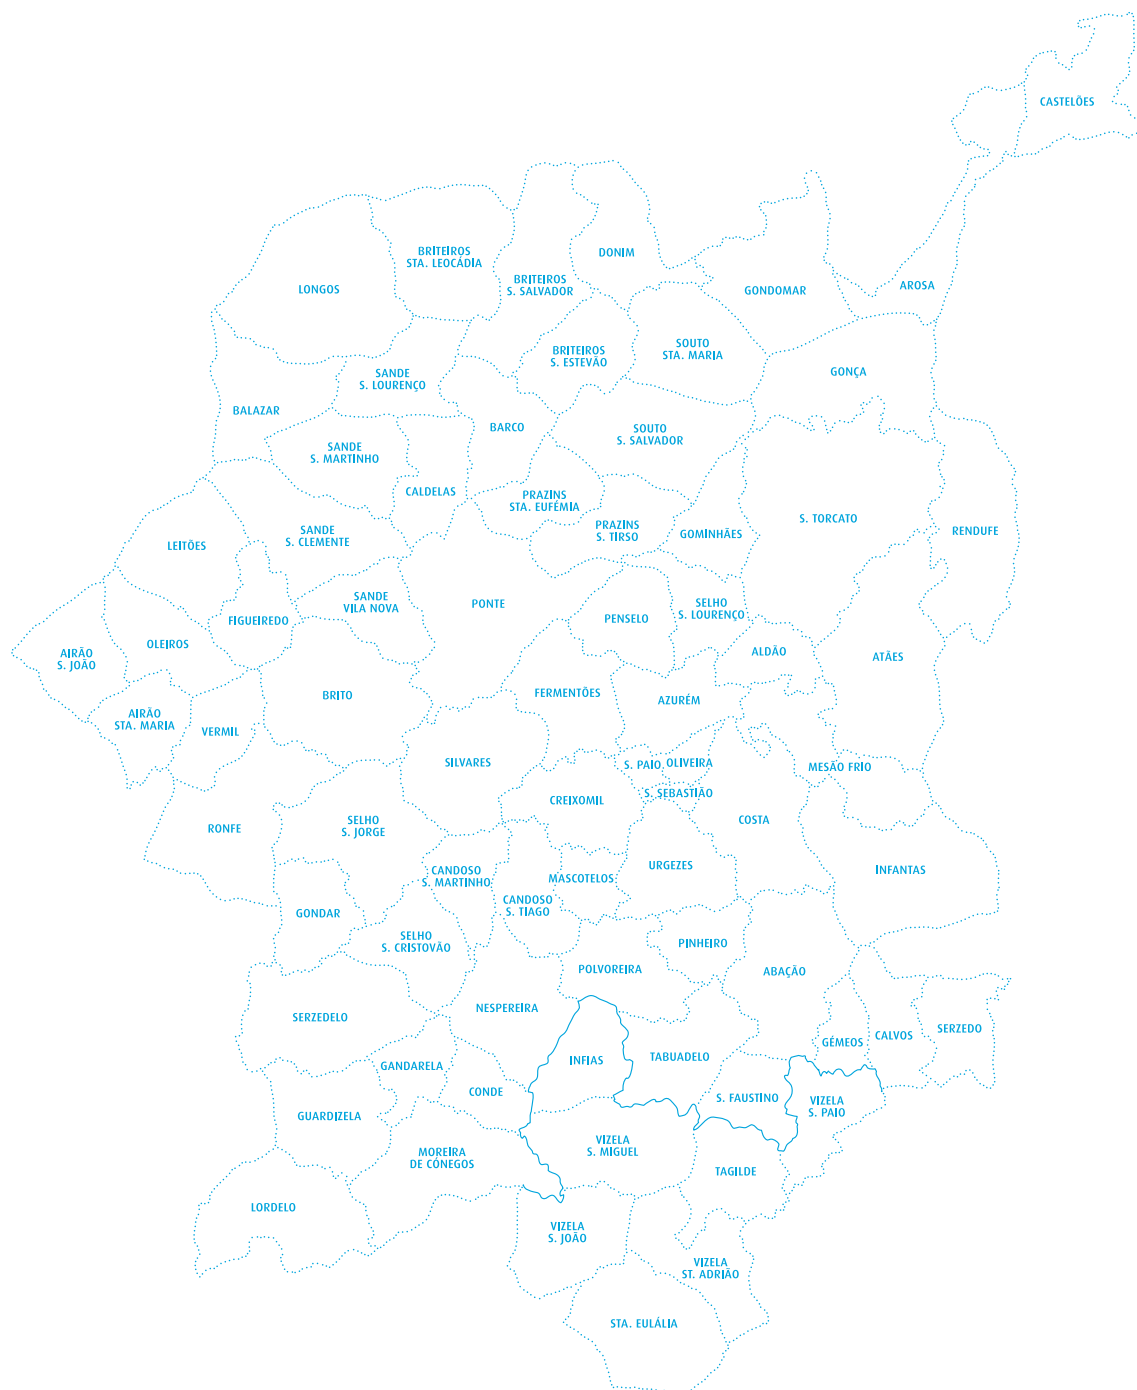 CASTELÕES
BRITEIROS
STA. LEOCÁDIA
DONIM
BRITEIROS
S. SALVADOR
LONGOS
GONDOMAR
AROSA
BRITEIROS
S. ESTEVÃO
SOUTO
STA. MARIA
SANDE
S. LOURENÇO
GONÇA
BALAZAR
BARCO
SOUTO
S. SALVADOR
SANDE
S. MARTINHO
CALDELAS
PRAZINS
STA. EUFÉMIA
S. TORCATO
PRAZINS
S. TIRSO
GOMINHÃES
RENDUFE
SANDE
S. CLEMENTE
LEITÕES
SANDE
VILA NOVA
PONTE
SELHO
S. LOURENÇO
PENSELO
FIGUEIREDO
OLEIROS
AIRÃO
S. JOÃO
ALDÃO
ATÃES
BRITO
FERMENTÕES
AZURÉM
AIRÃO
STA. MARIA
VERMIL
SILVARES
S. PAIO
OLIVEIRA
MESÃO FRIO
S. SEBASTIÃO
CREIXOMIL
COSTA
RONFE
SELHO
S. JORGE
URGEZES
INFANTAS
CANDOSO
S. MARTINHO
MASCOTELOS
CANDOSO
S. TIAGO
GONDAR
SELHO
S. CRISTOVÃO
PINHEIRO
POLVOREIRA
ABAÇÃO
NESPEREIRA
SERZEDELO
SERZEDO
CALVOS
GÉMEOS
INFIAS
TABUADELO
GANDARELA
CONDE
S. FAUSTINO
VIZELA
S. PAIO
GUARDIZELA
VIZELA
S. MIGUEL
MOREIRA
DE CÓNEGOS
TAGILDE
LORDELO
VIZELA
S. JOÃO
VIZELA
ST. ADRIÃO
STA. EULÁLIA